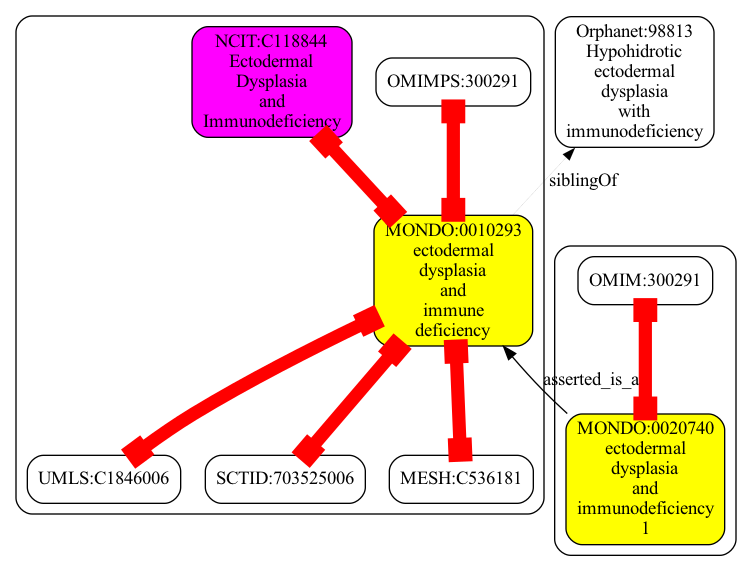 NCIT:C118844
Ectodermal
Dysplasia
and
Immunodeficiency
OMIMPS:300291
Orphanet:98813
Hypohidrotic
ectodermal
dysplasia
with
immunodeficiency
siblingOf
MONDO:0010293
ectodermal
dysplasia
and
immune
deficiency
OMIM:300291
asserted_is_a
MONDO:0020740
ectodermal
dysplasia
and
immunodeficiency
1
UMLS:C1846006
SCTID:703525006
MESH:C536181